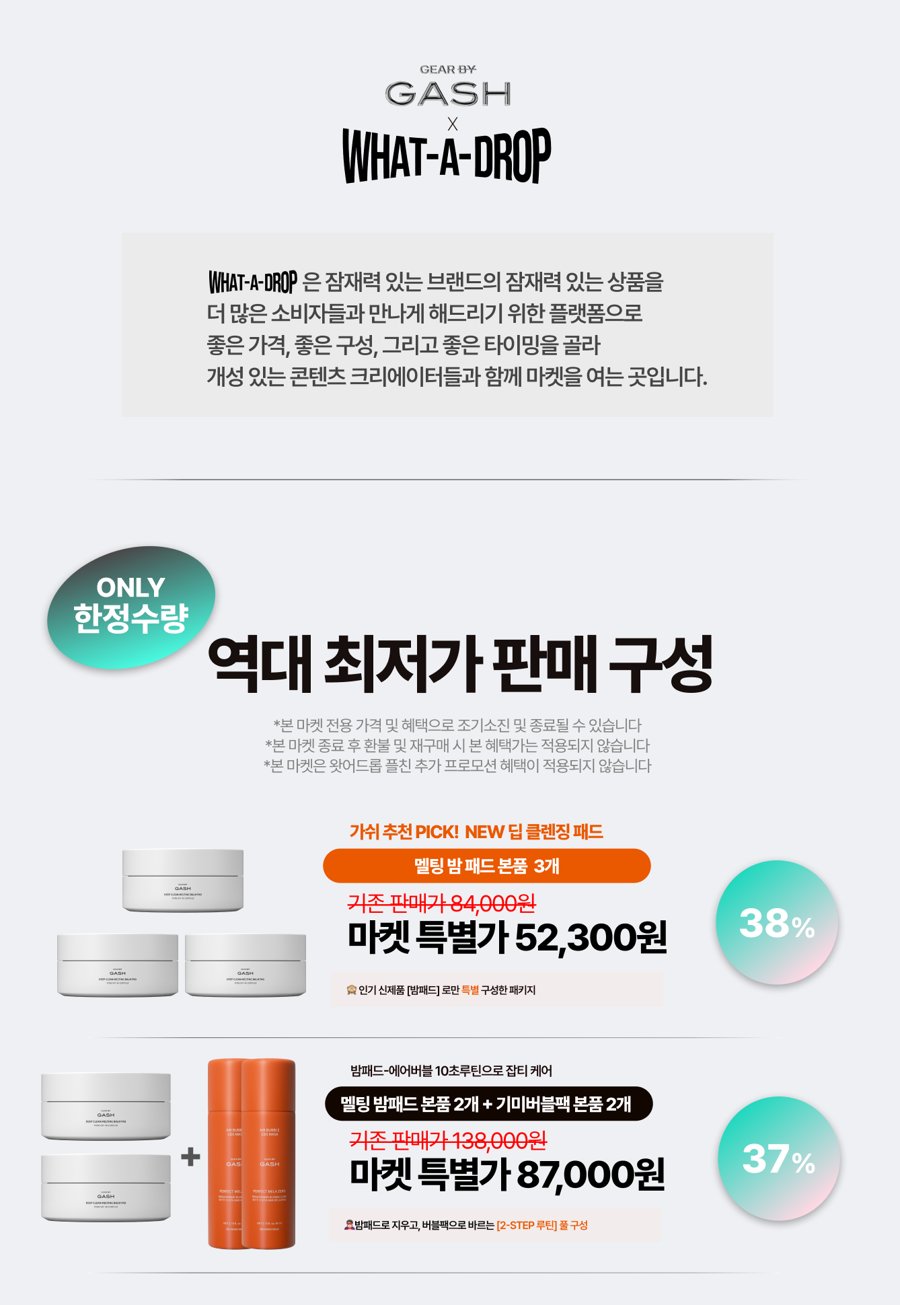 GEAR BY
GASH
X
WHAT-A-DROP
WHAT-A-DROP 은 잠재력 있는 브랜드의 잠재력 있는 상품을
더 많은 소비자들과 만나게 해드리기 위한 플랫폼으로
좋은 가격, 좋은 구성, 그리고 좋은 타이밍을 골라
개성 있는 콘텐츠 크리에이터들과 함께 마켓을 여는 곳입니다.
ONLY
한정수량
역대 최저가 판매 구성
*본 마켓 전용 가격 및 혜택으로 조기소진 및 종료될 수 있습니다
*본 마켓 종료 후 환불 및 재구매 시 본 혜택가는 적용되지 않습니다
*본 마켓은 왓어드롭 플친 추가 프로모션 혜택이 적용되지 않습니다
가쉬 추천 PICK! NEW 딥 클렌징 패드
멜팅 밤 패드 본품 3개
기존 판매가 84,000원
마켓 특별가 52,300원
38%
인기 신제품 [밤패드] 로만 특별 구성한 패키지
GASH
GASH
GASH
밤패드-에어버블 10초루틴으로 잡티 케어
멜팅 밤패드 본품 2개 + 기미버블팩 본품 2개
기존 판매가 138,000원
마켓 특별가 87,000원
37%
밤패드로 지우고, 버블팩으로 바르는 [2-STEP 루틴] 풀 구성
GASH
GASH
+
GASH